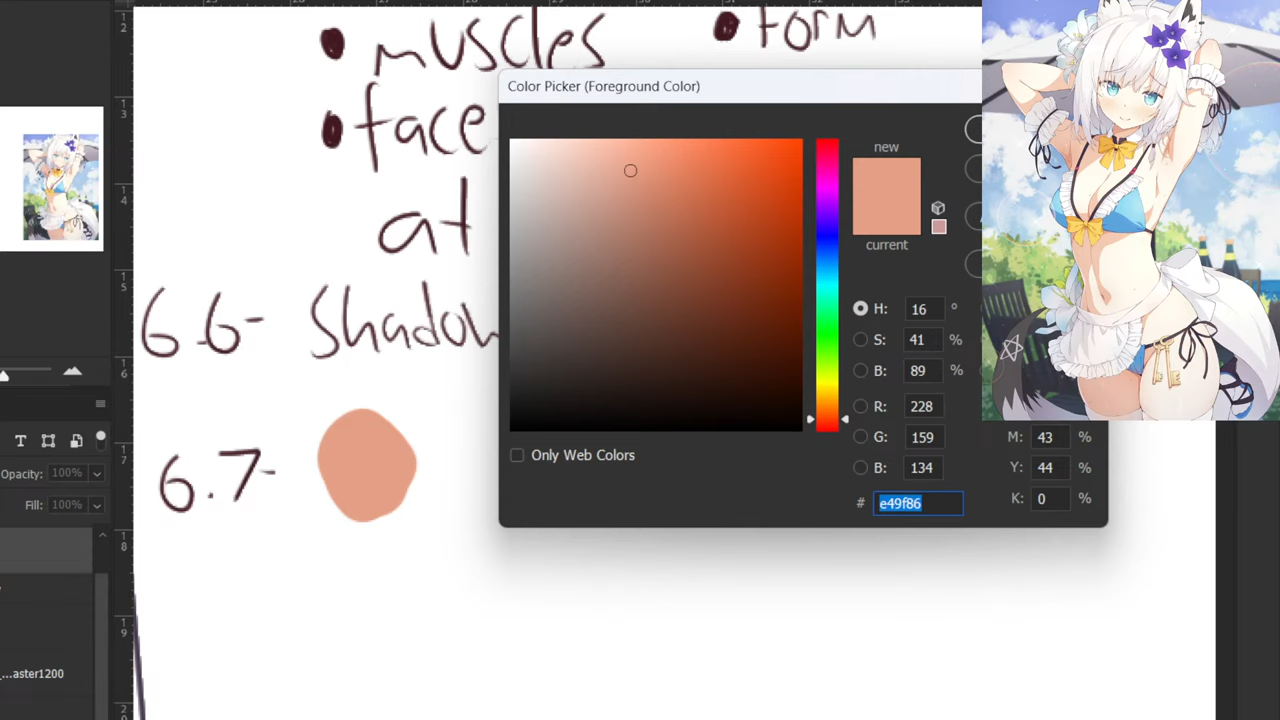 • muscles
• form
• face
at
6.6- Shadow
6.7-
Color Picker (Foreground Color)
new
current
H: 16 °
S: 41 %
B: 89 %
R: 228
G: 159
B: 134
# e49f86
M: 43 %
Y: 44 %
K: 0 %
Only Web Colors
Opacity: 100%
Fill: 100%
...aster1200